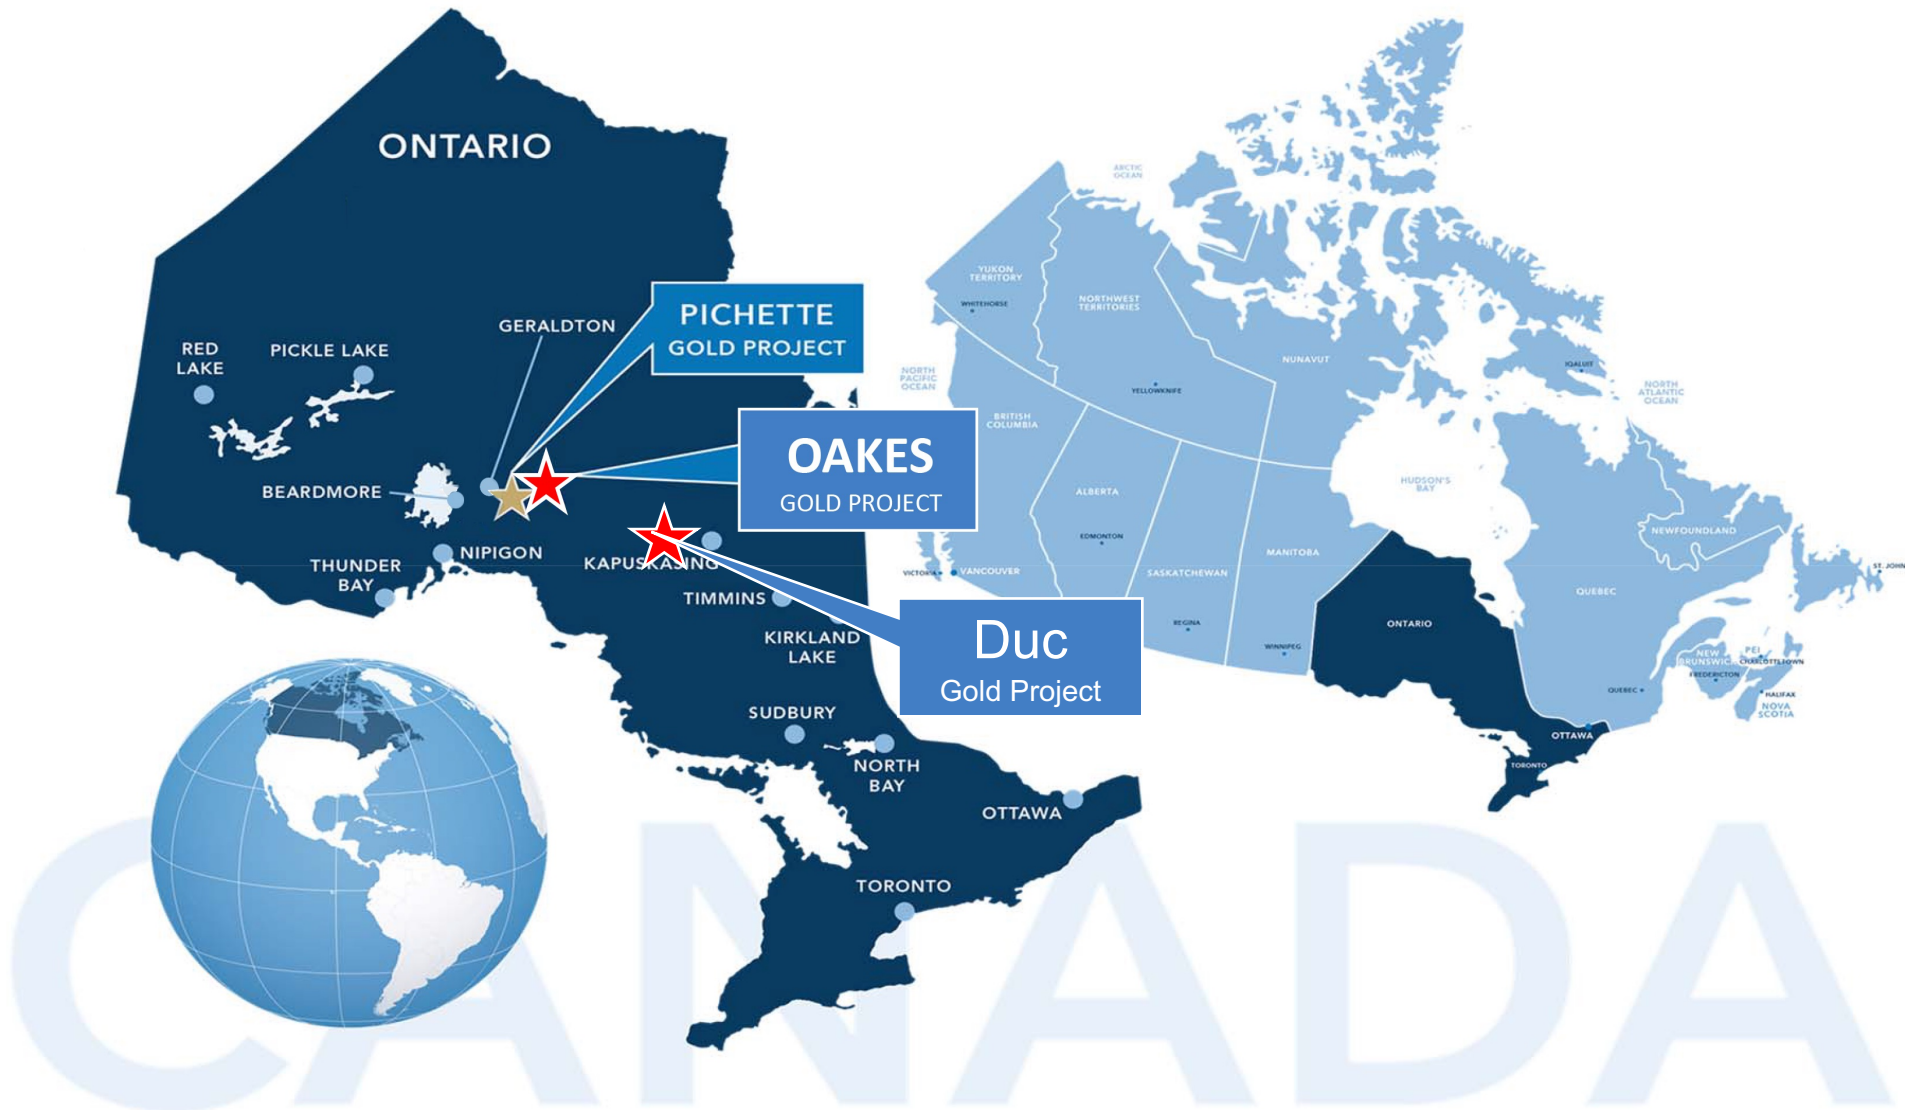 ONTARIO
PICHETTE
GOLD PROJECT
GERALDTON
RED
LAKE
PICKLE LAKE
OAKES
GOLD PROJECT
BEARDMORE
NIPIGON
THUNDER
BAY
KAPUSKASING
TIMMINS
KIRKLAND
LAKE
Duc
Gold Project
SUDBURY
NORTH
BAY
OTTAWA
TORONTO
ARCTIC
OCEAN
YUKON
TERRITORY
WHITEHORSE
NORTHWEST
TERRITORIES
NUNAVUT
IQALUIT
YELLOWKNIFE
NORTH
PACIFIC
OCEAN
NORTH
ATLANTIC
OCEAN
BRITISH
COLUMBIA
ALBERTA
HUDSON'S
BAY
EDMONTON
MANITOBA
NEWFOUNDLAND
VICTORIA
VANCOUVER
SASKATCHEWAN
ST. JOHN
QUEBEC
REGINA
ONTARIO
WINNIPEG
NEW
BRUNSWICK
PEI
CHARLOTTETOWN
FREDERICTON
QUEBEC
HALIFAX
NOVA
SCOTIA
OTTAWA
TORONTO
CANADA